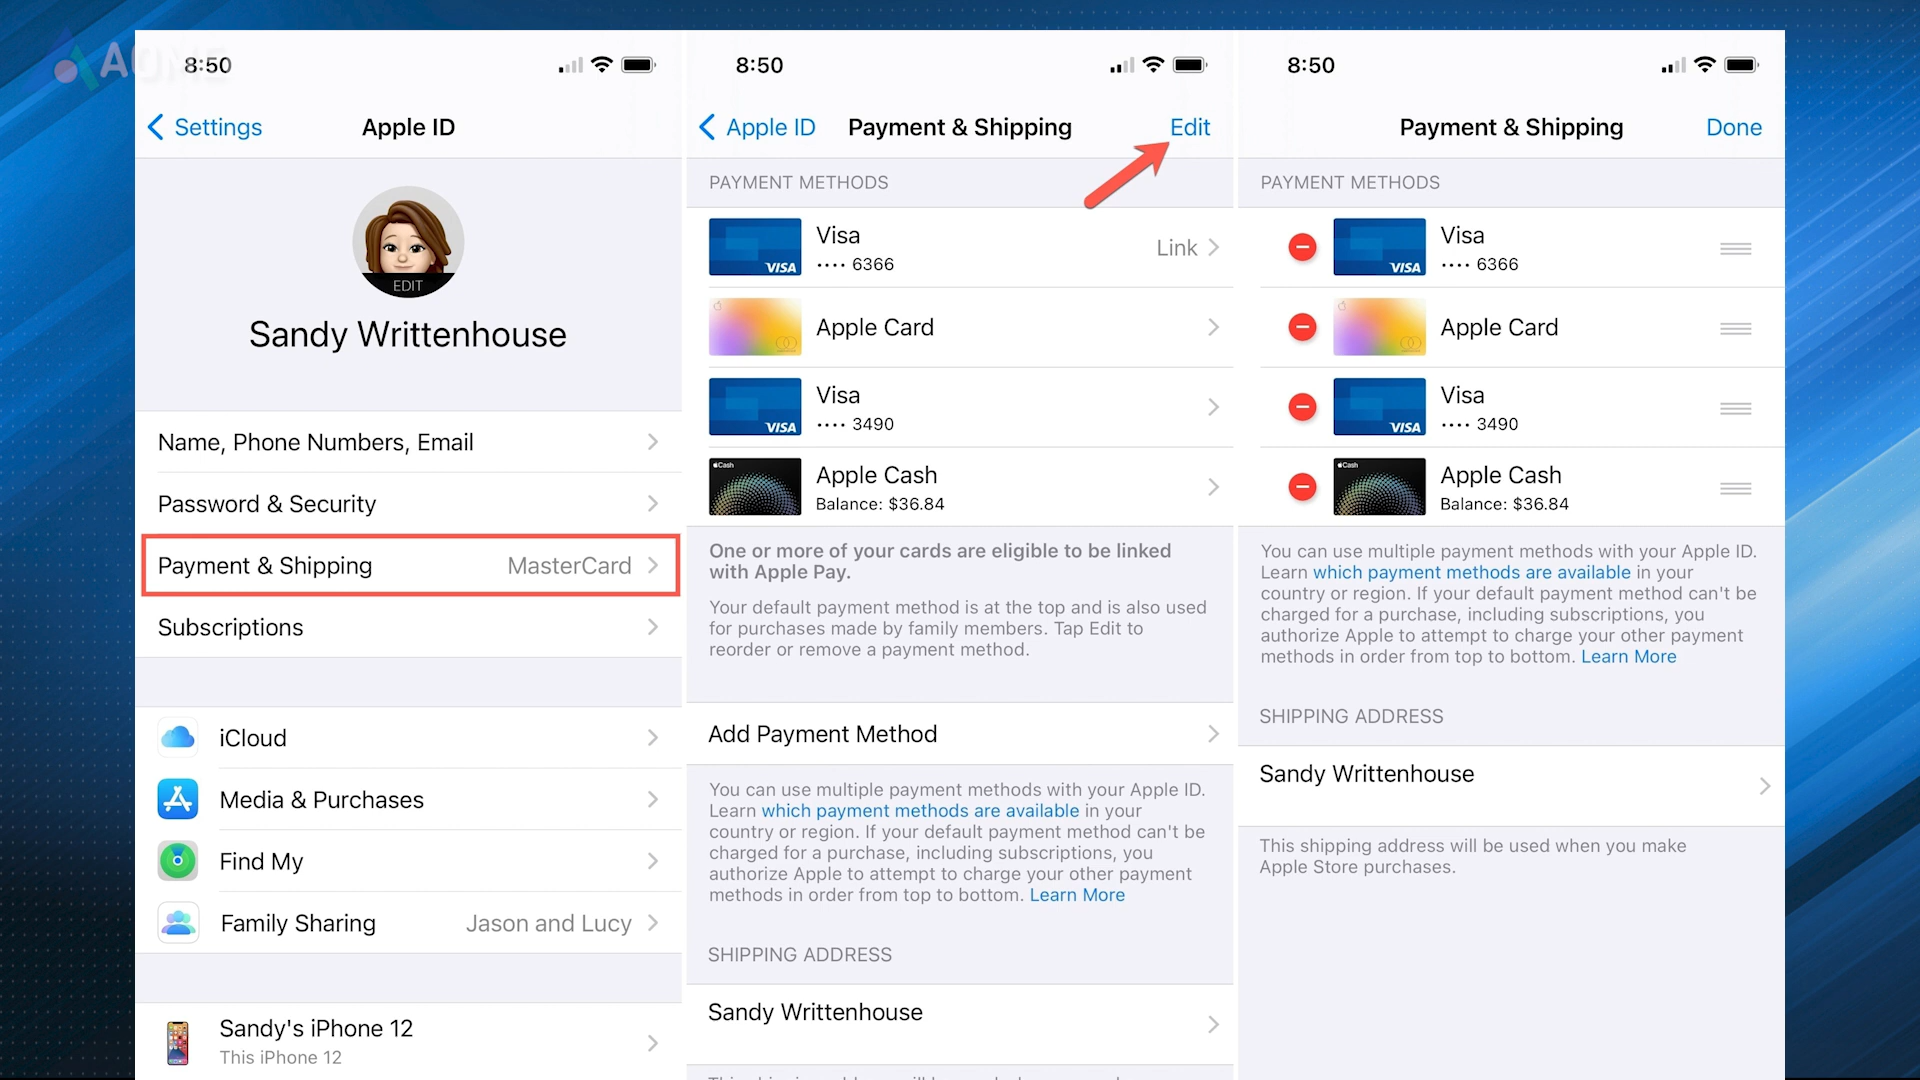 8:50
Settings
Apple ID
EDIT
Sandy Writtenhouse
Name, Phone Numbers, Email
Password & Security
Payment & Shipping MasterCard
Subscriptions
iCloud
Media & Purchases
Find My
Family Sharing Jason and Lucy
Sandy's iPhone 12
This iPhone 12
8:50
Apple ID
Payment & Shipping
Edit
PAYMENT METHODS
VISA
Visa
•••• 6366
Link
Apple Card
VISA
Visa
•••• 3490
Cash
Apple Cash
Balance: $36.84
One or more of your cards are eligible to be linked
with Apple Pay.
Your default payment method is at the top and is also used
for purchases made by family members. Tap Edit to
reorder or remove a payment method.
Add Payment Method
You can use multiple payment methods with your Apple ID.
Learn which payment methods are available in your
country or region. If your default payment method can't be
charged for a purchase, including subscriptions, you
authorize Apple to attempt to charge your other payment
methods in order from top to bottom. Learn More
SHIPPING ADDRESS
Sandy Writtenhouse
8:50
Payment & Shipping
Done
PAYMENT METHODS
VISA
Visa
•••• 6366
Apple Card
VISA
Visa
•••• 3490
Cash
Apple Cash
Balance: $36.84
You can use multiple payment methods with your Apple ID.
Learn which payment methods are available in your
country or region. If your default payment method can't be
charged for a purchase, including subscriptions, you
authorize Apple to attempt to charge your other payment
methods in order from top to bottom. Learn More
SHIPPING ADDRESS
Sandy Writtenhouse
This shipping address will be used when you make
Apple Store purchases.